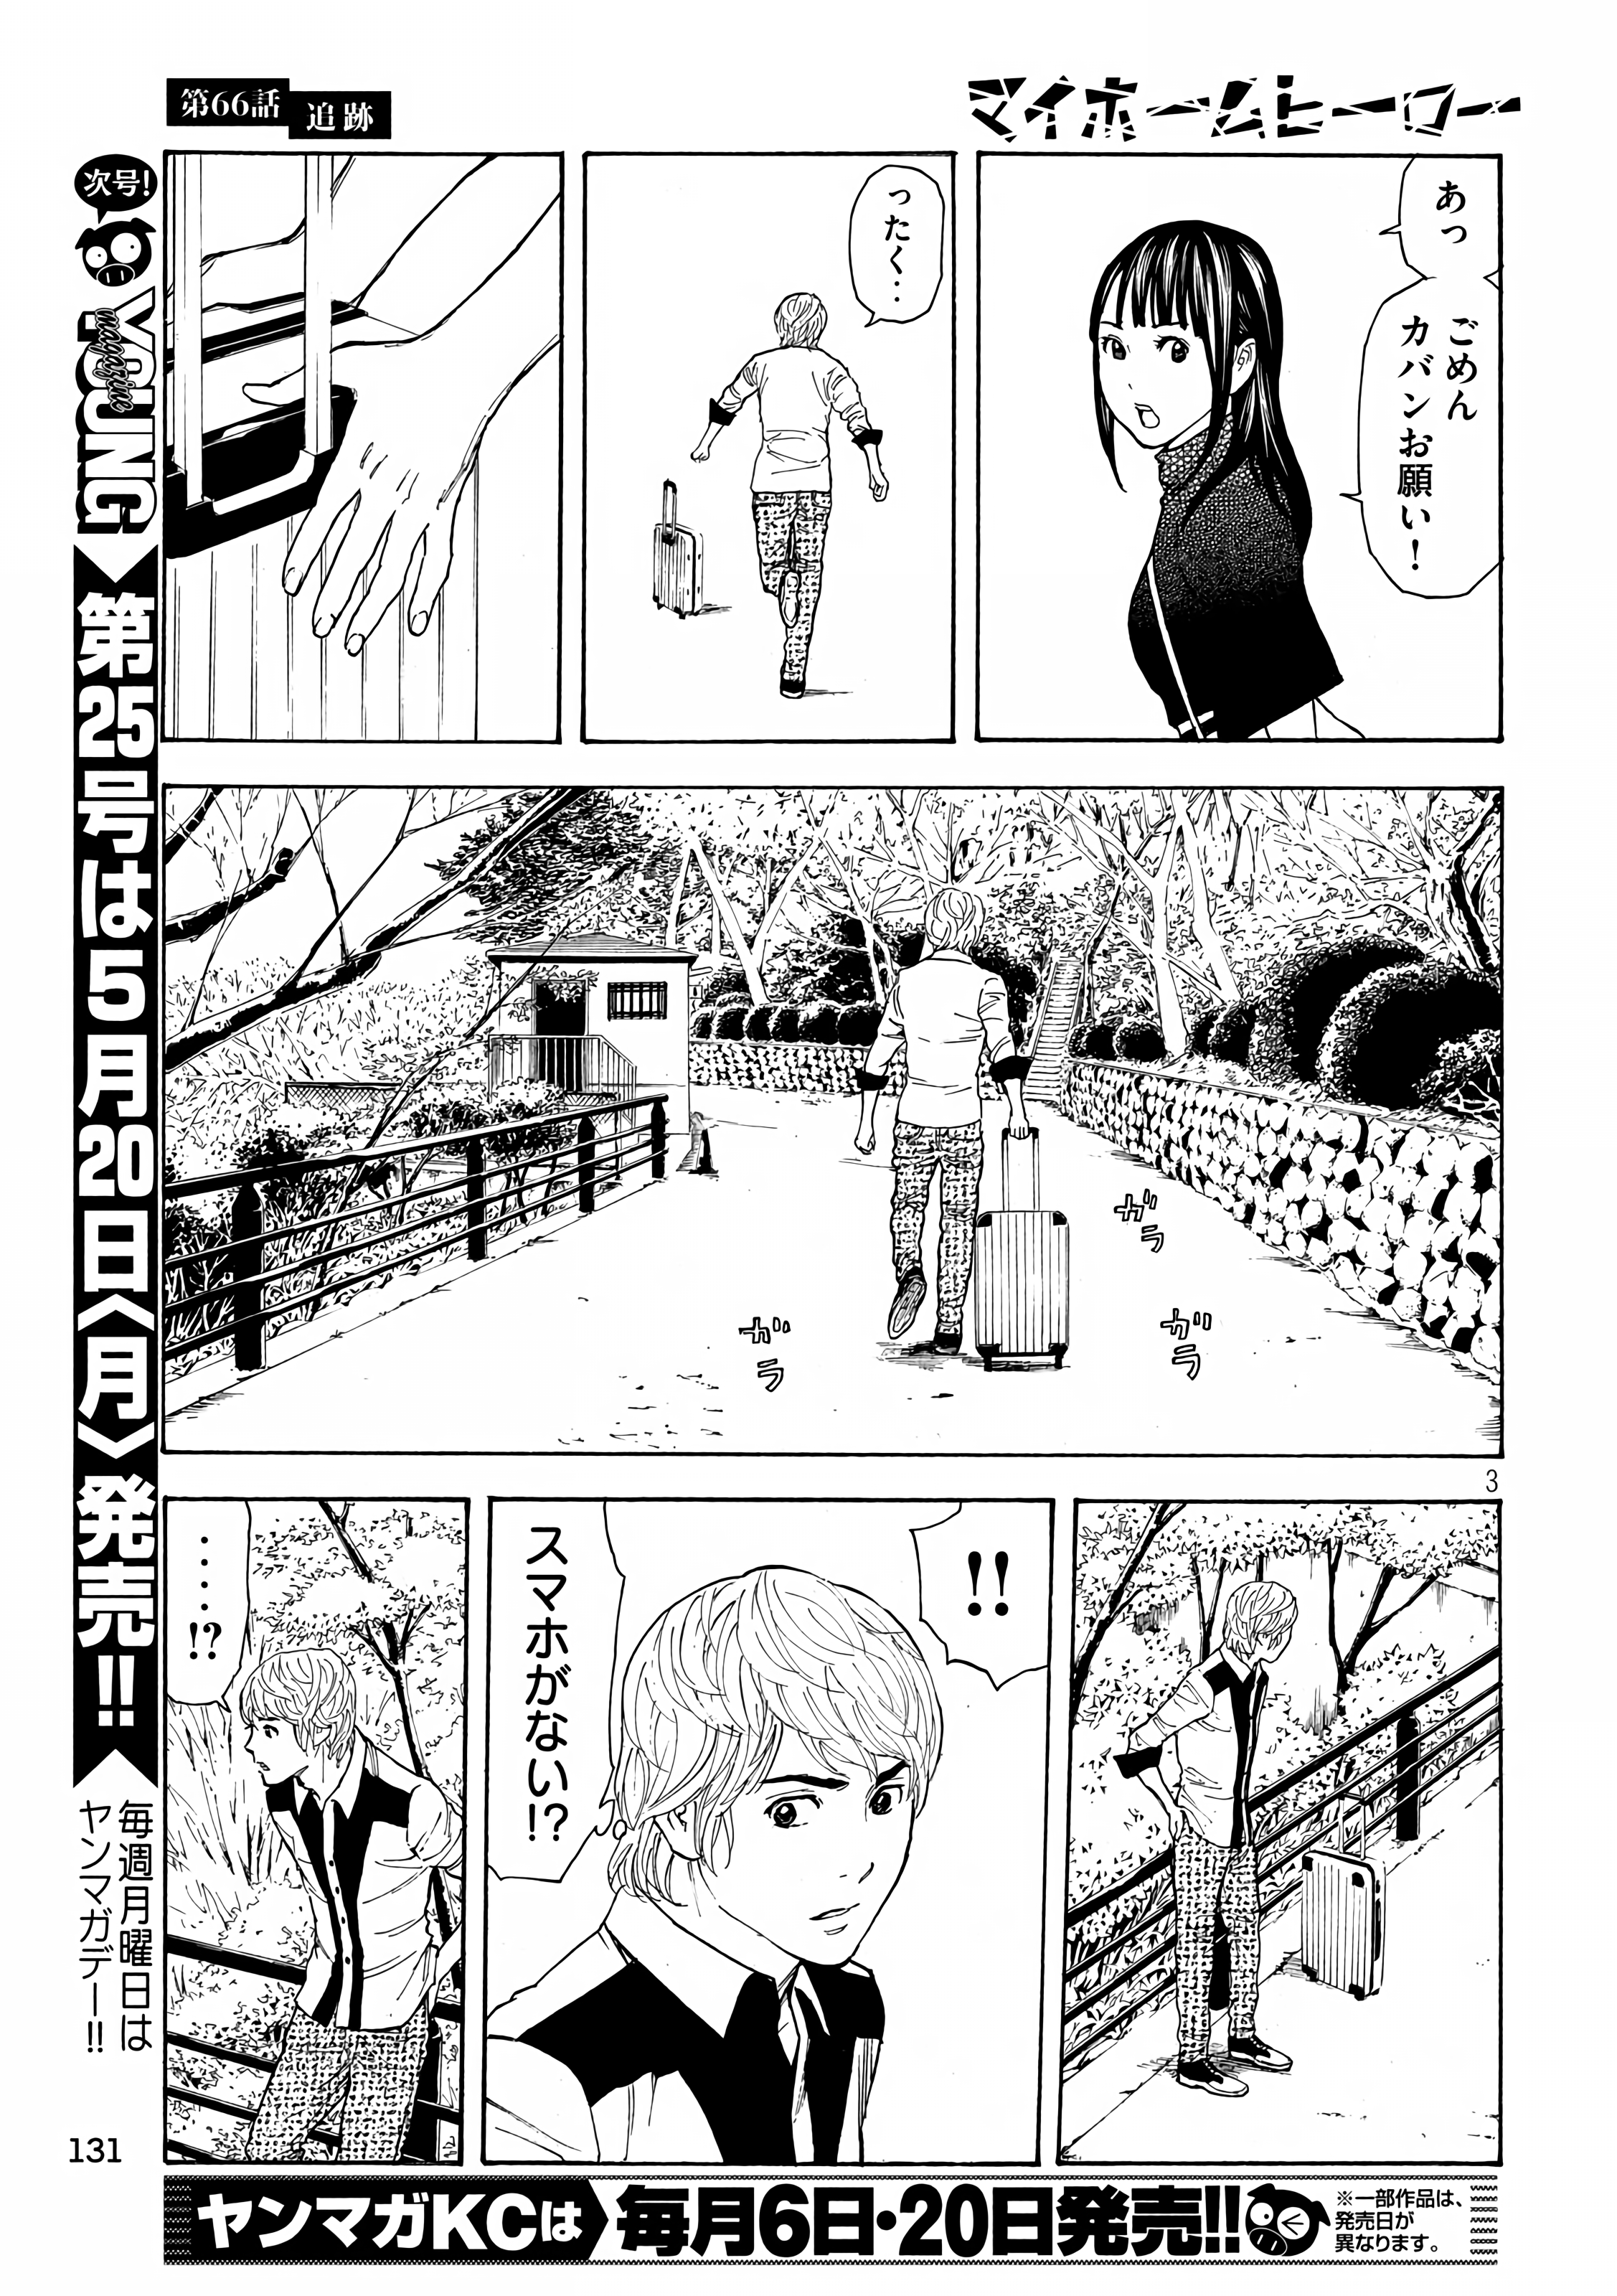 第66話
追跡
マイホームヒーロー
あっ
ごめん
カバンお願い!
ったく‥
ガラ
ガラ
ガラ
3
!!
スマホがない!?
‥‥‥!?
次号!
YOUNG
magazine
第25号は5月20日〈月〉発売!!
毎週月曜日は
ヤンマガデー!!
131
ヤンマガKCは
毎月6日・20日発売!!
※一部作品は、
発売日が
異なります。